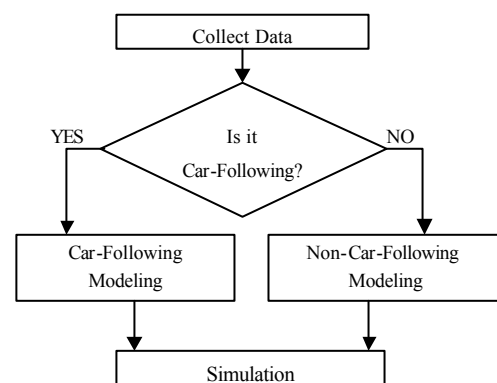 Collect Data
YES
Is it
NO
Car-Following?
Car-Following
Modeling
Non-Car-Following
Modeling
Simulation